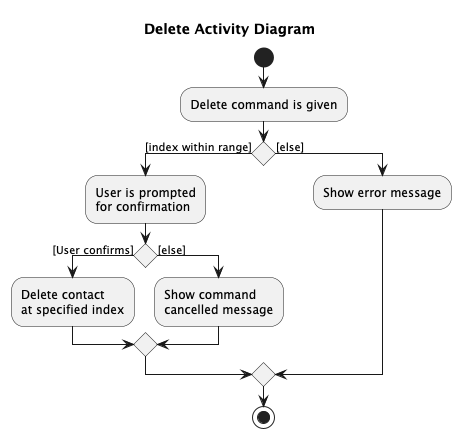 Delete Activity Diagram
Delete command is given
[index within range]
[else]
User is prompted
for confirmation
Show error message
[User confirms]
[else]
Delete contact
at specified index
Show command
cancelled message